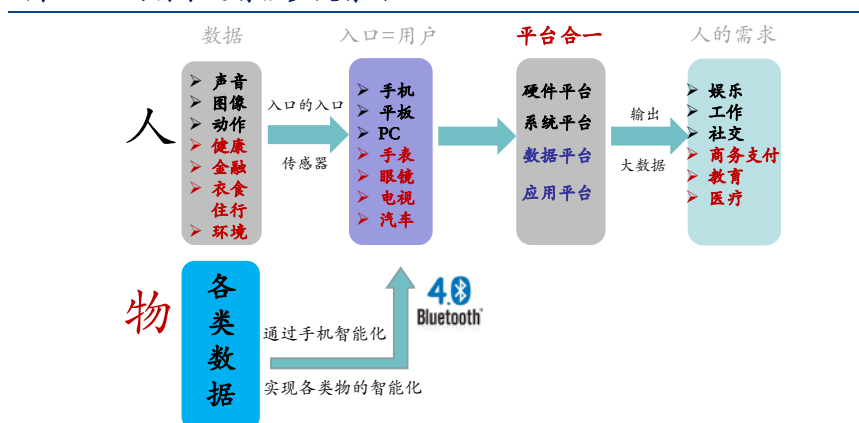 数据
入口=用户
平台合一
人的需求
人
声音
图像
动作
健康
金融
衣食
住行
环境
入口的入口
传感器
手机
平板
PC
手表
眼镜
电视
汽车
硬件平台
系统平台
数据平台
应用平台
输出
大数据
娱乐
工作
社交
商务支付
教育
医疗
物
各
类
数
据
通过手机智能化
实现各类物的智能化
4.0
Bluetooth